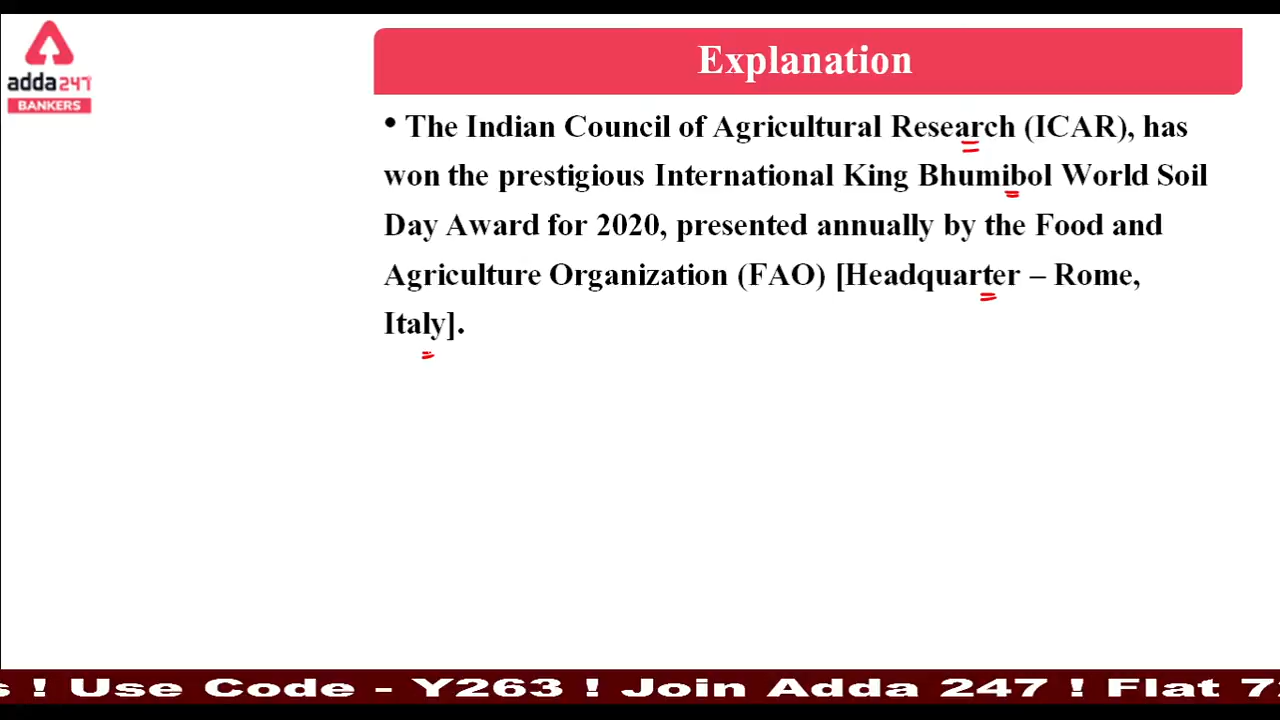 adda247
BANKERS
Explanation
• The Indian Council of Agricultural Research (ICAR), has
won the prestigious International King Bhumibol World Soil
Day Award for 2020, presented annually by the Food and
Agriculture Organization (FAO) [Headquarter – Rome,
Italy].
s ! Use Code - Y263 ! Join Adda 247 ! Flat 7